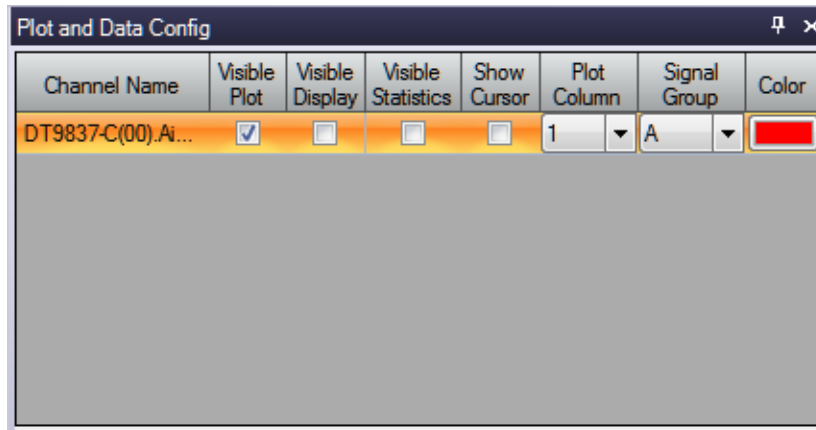 Plot and Data Config
Channel Name Visible Plot Visible Display Visible Statistics Show Cursor Plot Column Signal Group Color
DT9837-C(00).Ai... 1 A